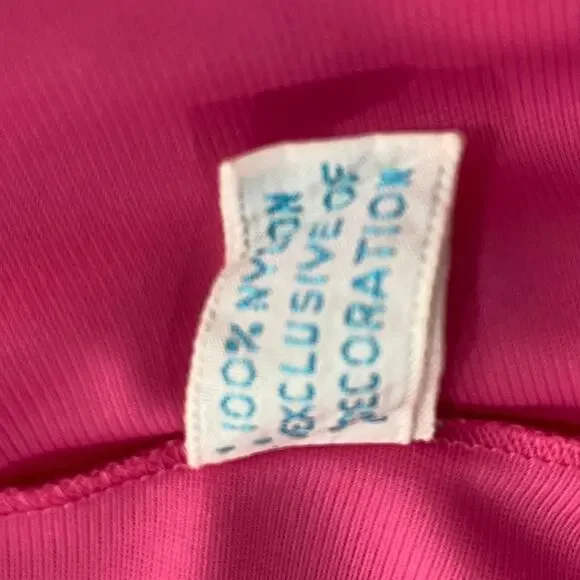 100% NYLON
EXCLUSIVE OF
DECORATION